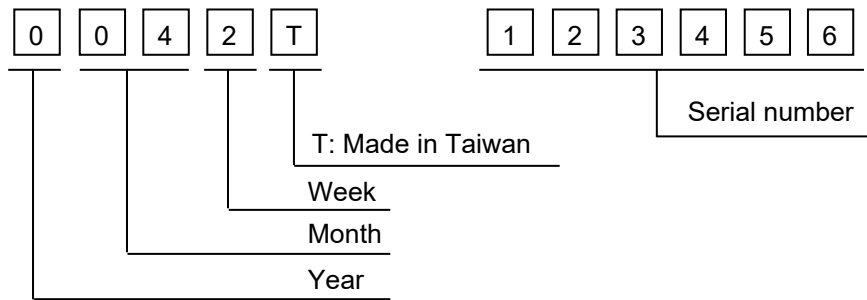 0 0 4 2 T 1 2 3 4 5 6
Serial number
T: Made in Taiwan
Week
Month
Year